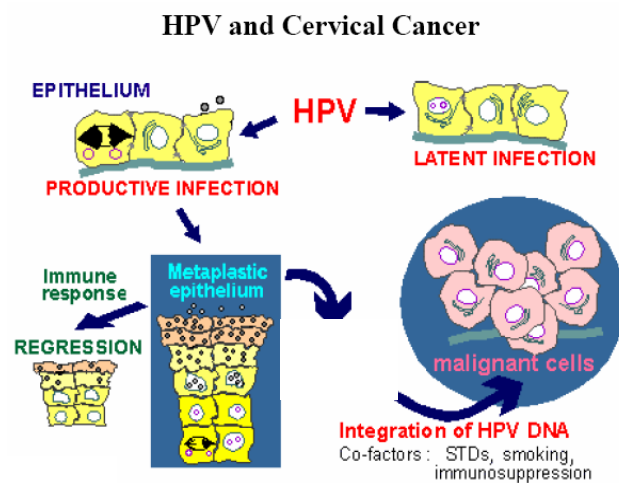 HPV and Cervical Cancer
EPITHELIUM
HPV
PRODUCTIVE INFECTION
LATENT INFECTION
Immune
response
REGRESSION
Metaplastic
epithelium
malignant cells
Integration of HPV DNA
Co-factors : STDs, smoking,
immunosuppression